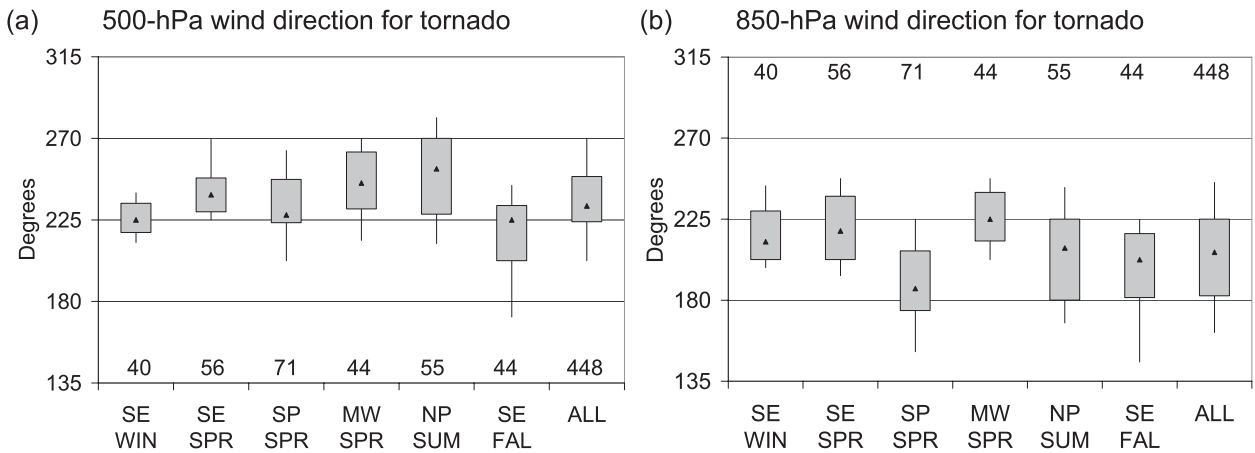 (a) 500-hPa wind direction for tornado
315
270
225
180
135
Degrees
40 56 71 44 55 44 448
SE SE SP MW NP SE ALL
WIN SPR SPR SPR SUM FAL
(b) 850-hPa wind direction for tornado
315
270
225
180
135
Degrees
40 56 71 44 55 44 448
SE SE SP MW NP SE ALL
WIN SPR SPR SPR SUM FAL